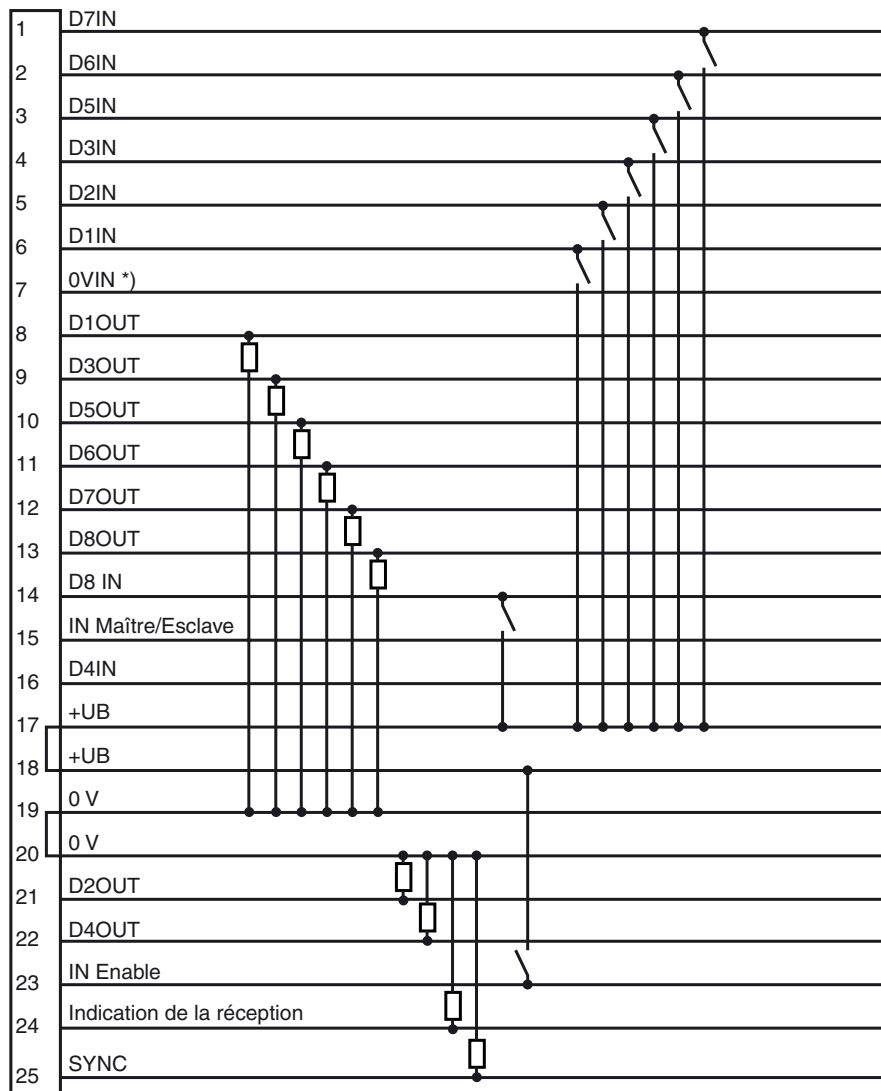 D7IN
1
D6IN
2
D5IN
3
D3IN
4
D2IN
5
D1IN
6
0VIN *)
7
D1OUT
8
D3OUT
9
D5OUT
10
D6OUT
11
D7OUT
12
D8OUT
13
D8 IN
14
IN Maître/Esclave
15
D4IN
16
+UB
17
+UB
18
0 V
19
0 V
20
D2OUT
21
D4OUT
22
IN Enable
23
Indication de la réception
24
SYNC
25